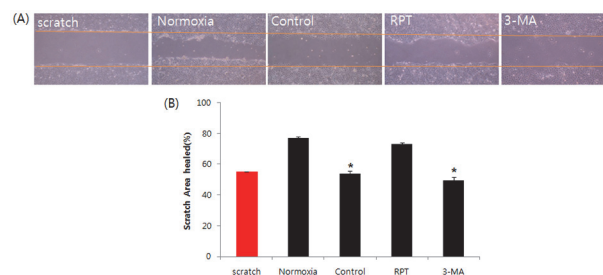 (A) scratch Normoxia Control RPT 3-MA
(B)
100
80
60
40
20
0
Scratch Area healed(%)
* *
scratch Normoxia Control RPT 3-MA